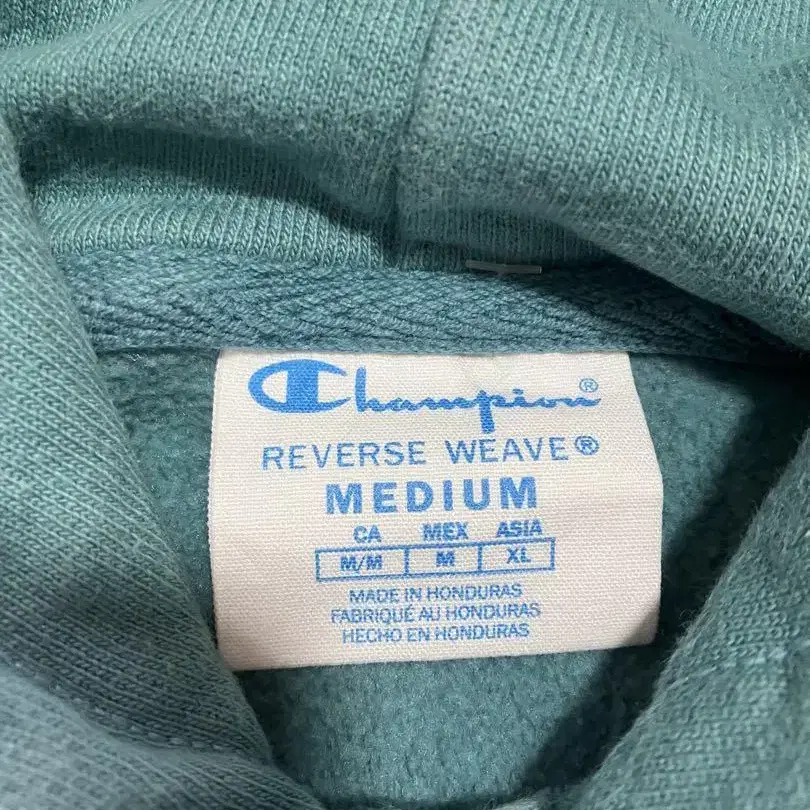 Champion®
REVERSE WEAVE®
MEDIUM
CA MEX ASIA
M/M M XL
MADE IN HONDURAS
FABRIQUÉ AU HONDURAS
HECHO EN HONDURAS